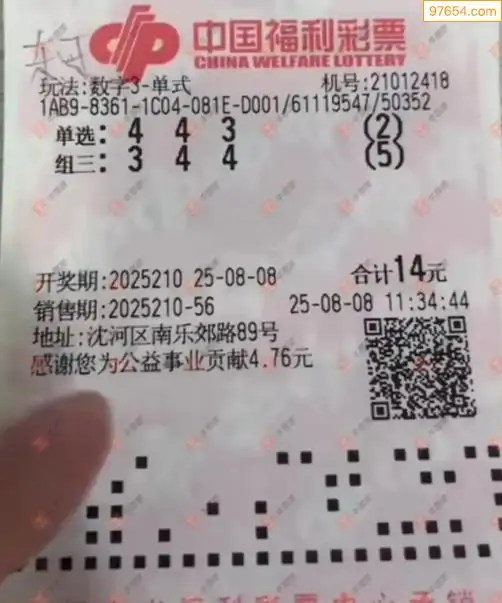 97654.com
中国福利彩票
CHINA WELFARE LOTTERY
玩法:数字3-单式 机号:21012418
1AB9-8361-1C04-081E-D001/61119547/50352
单选: 4 4 3 (2)
组三: 3 4 4 (5)
开奖期:2025210 25-08-08 合计14元
销售期:2025210-56 25-08-08 11:34:44
地址:沈河区南乐郊路89号
感谢您为公益事业贡献4.76元